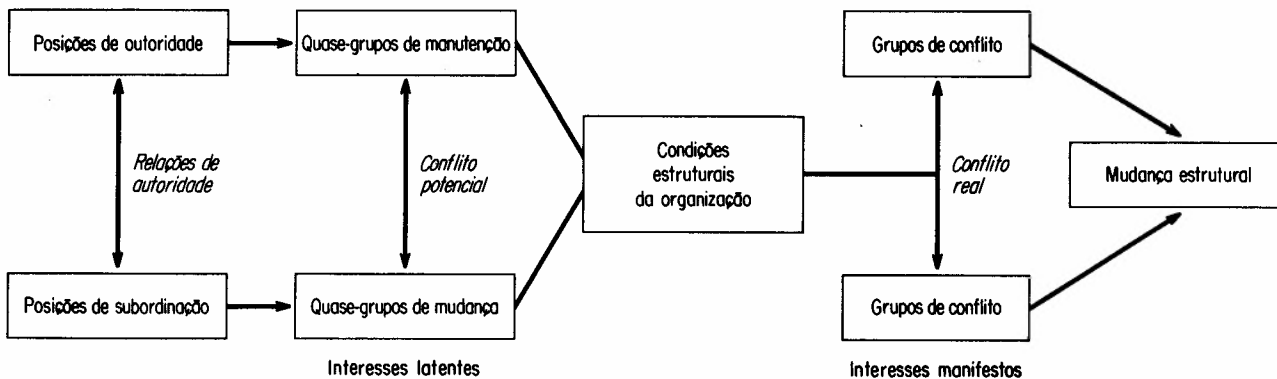 Posições de outoridade
Quase-grupos de manutenção
Grupos de conflito
Relações de
autoridade
Conflito
potencial
Condições
estruturais
da organização
Conflito
real
Mudança estrutural
Posições de subordinação
Quase-grupos de mudança
Grupos de conflito
Interesses latentes
Interesses manifestos